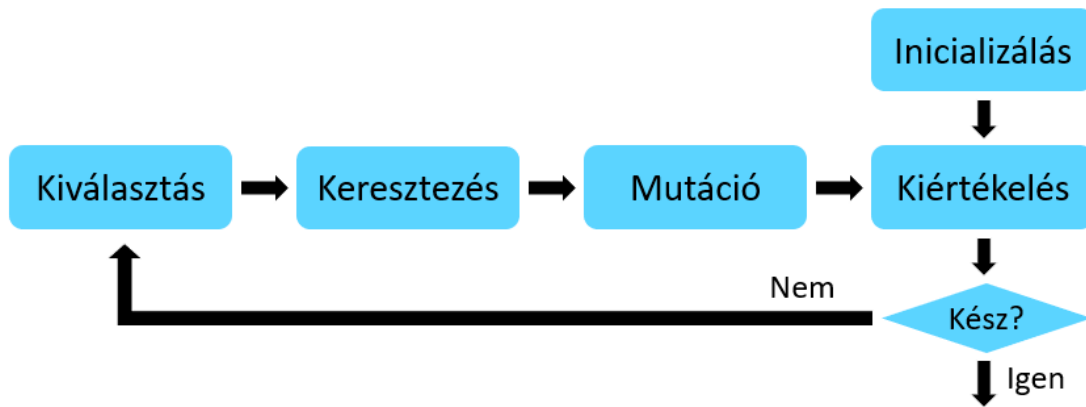 Inicializálás
Kiválasztás
Keresztezés
Mutáció
Kiértékelés
Nem
Kész?
Igen